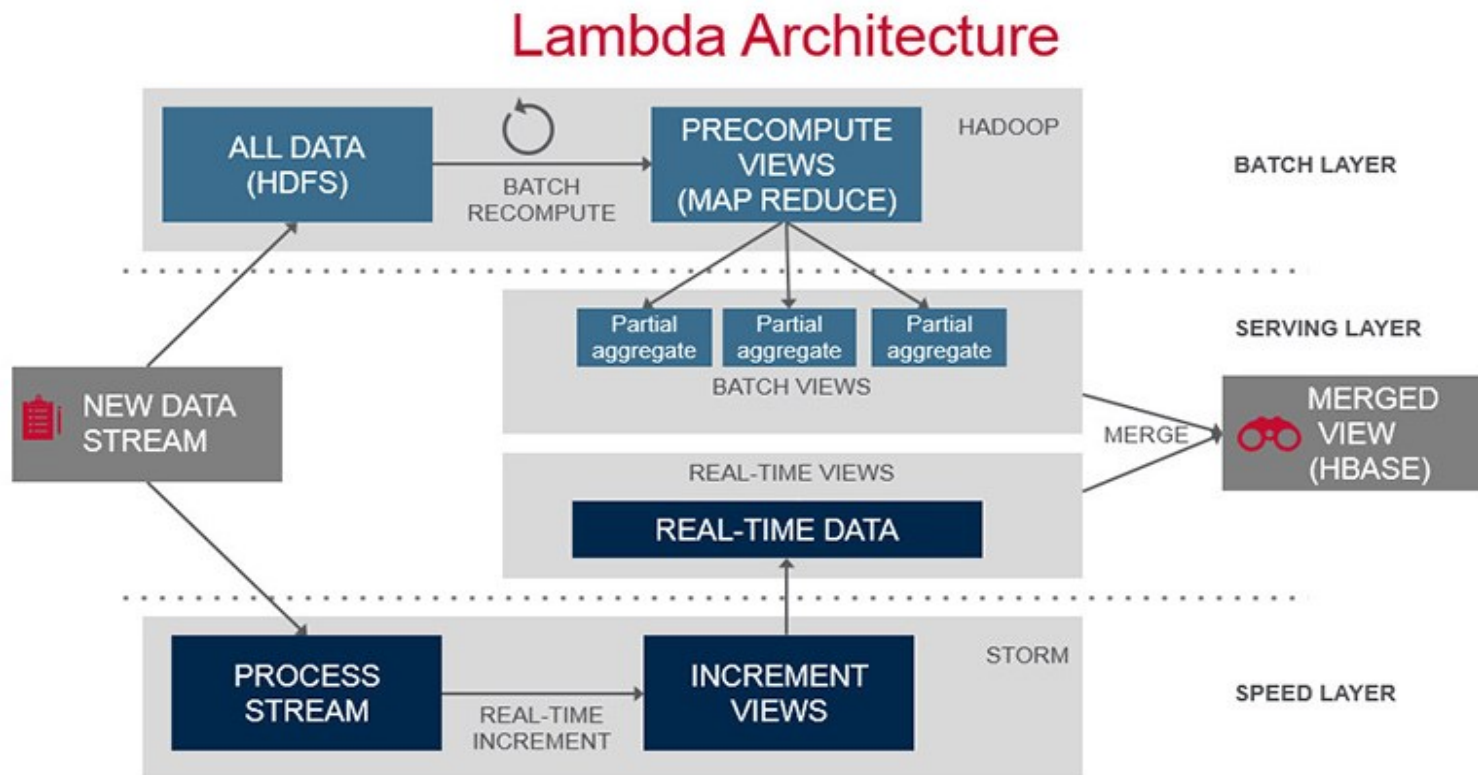 Lambda Architecture
HADOOP
ALL DATA
(HDFS)
BATCH
RECOMPUTE
PRECOMPUTE
VIEWS
(MAP REDUCE)
BATCH LAYER
Partial
aggregate
Partial
aggregate
Partial
aggregate
BATCH VIEWS
SERVING LAYER
NEW DATA
STREAM
MERGE
MERGED
VIEW
(HBASE)
REAL-TIME VIEWS
REAL-TIME DATA
PROCESS
STREAM
REAL-TIME
INCREMENT
INCREMENT
VIEWS
STORM
SPEED LAYER